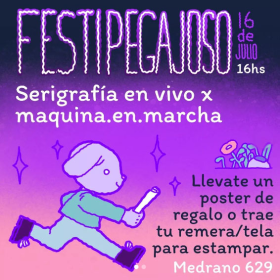 FESTIPEGAJOSO
16
de
JULIO
16hs
Serigrafía en vivo x
maquina.en.marcha
Llevate un
poster de
regalo o trae
tu remera/tela
para estampar.
Medrano 629